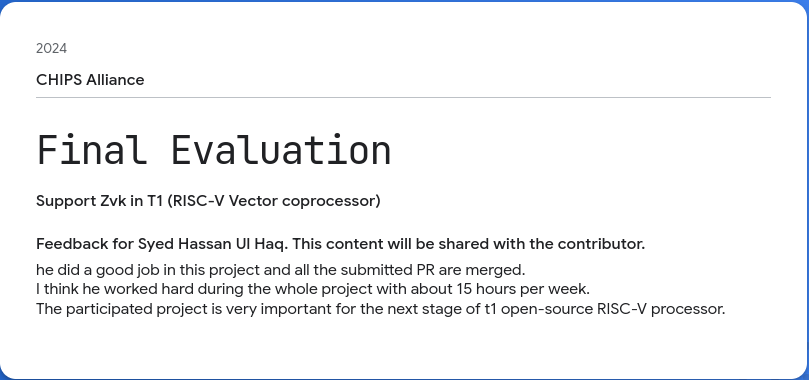 2024
CHIPS Alliance
Final Evaluation
Support Zvk in T1 (RISC-V Vector coprocessor)
Feedback for Syed Hassan Ul Haq. This content will be shared with the contributor.
he did a good job in this project and all the submitted PR are merged.
I think he worked hard during the whole project with about 15 hours per week.
The participated project is very important for the next stage of t1 open-source RISC-V processor.